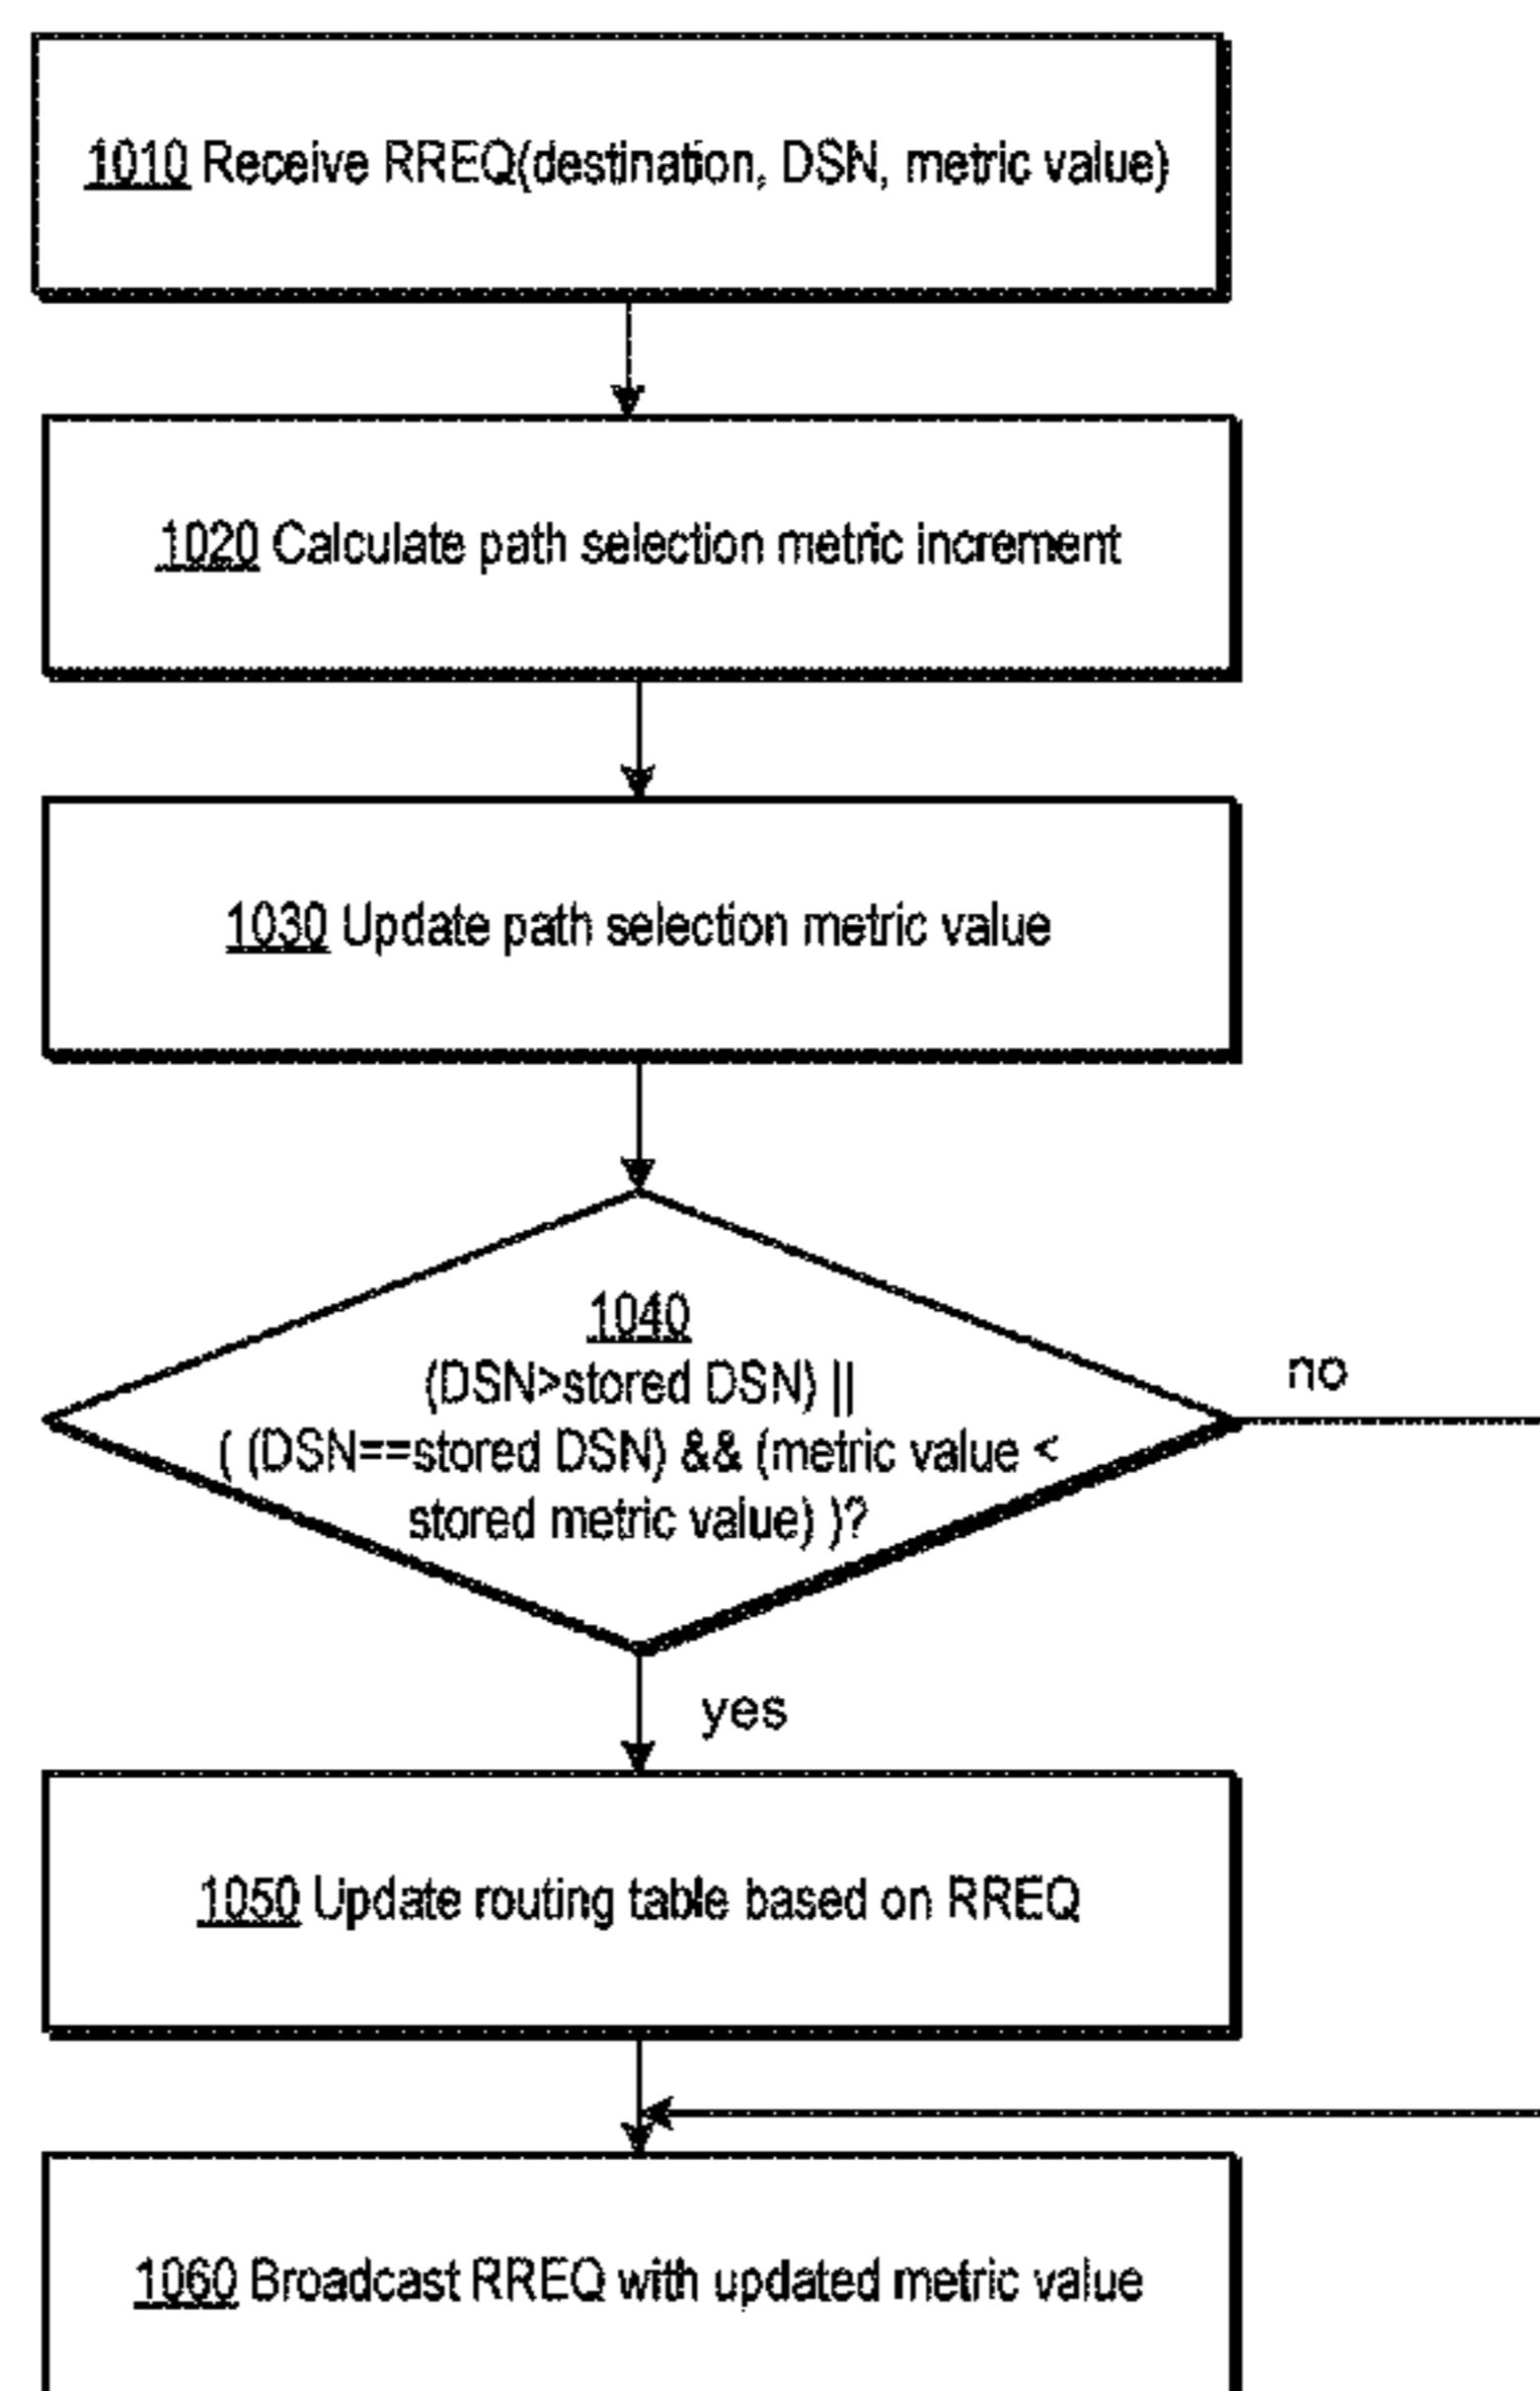 1010 Receive RREQ(destination, DSN, metric value)
1020 Calculate path selection metric increment
1030 Update path selection metric value
1040
(DSN>stored DSN) ||
( (DSN==stored DSN) && (metric value <
stored metric value) )?
no
yes
1050 Update routing table based on RREQ
1060 Broadcast RREQ with updated metric value